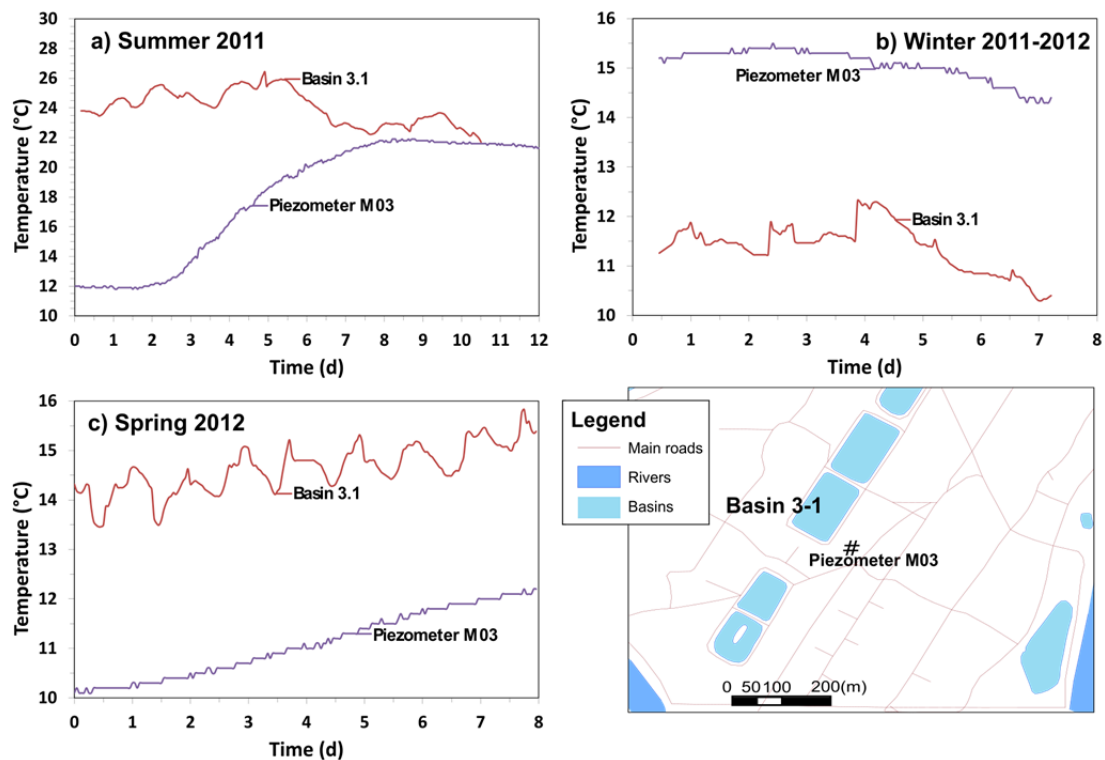 a) Summer 2011
Temperature (°C)
30
28
26
24
22
20
18
16
14
12
10
Basin 3.1
Piezometer M03
0 1 2 3 4 5 6 7 8 9 10 11 12
Time (d)
b) Winter 2011-2012
Temperature (°C)
16
15
14
13
12
11
10
Piezometer M03
Basin 3.1
0 1 2 3 4 5 6 7 8
Time (d)
c) Spring 2012
Temperature (°C)
16
15
14
13
12
11
10
Basin 3.1
Piezometer M03
0 1 2 3 4 5 6 7 8
Time (d)
Legend
Main roads
Rivers
Basins
Basin 3-1
#
Piezometer M03
0 50 100 200(m)